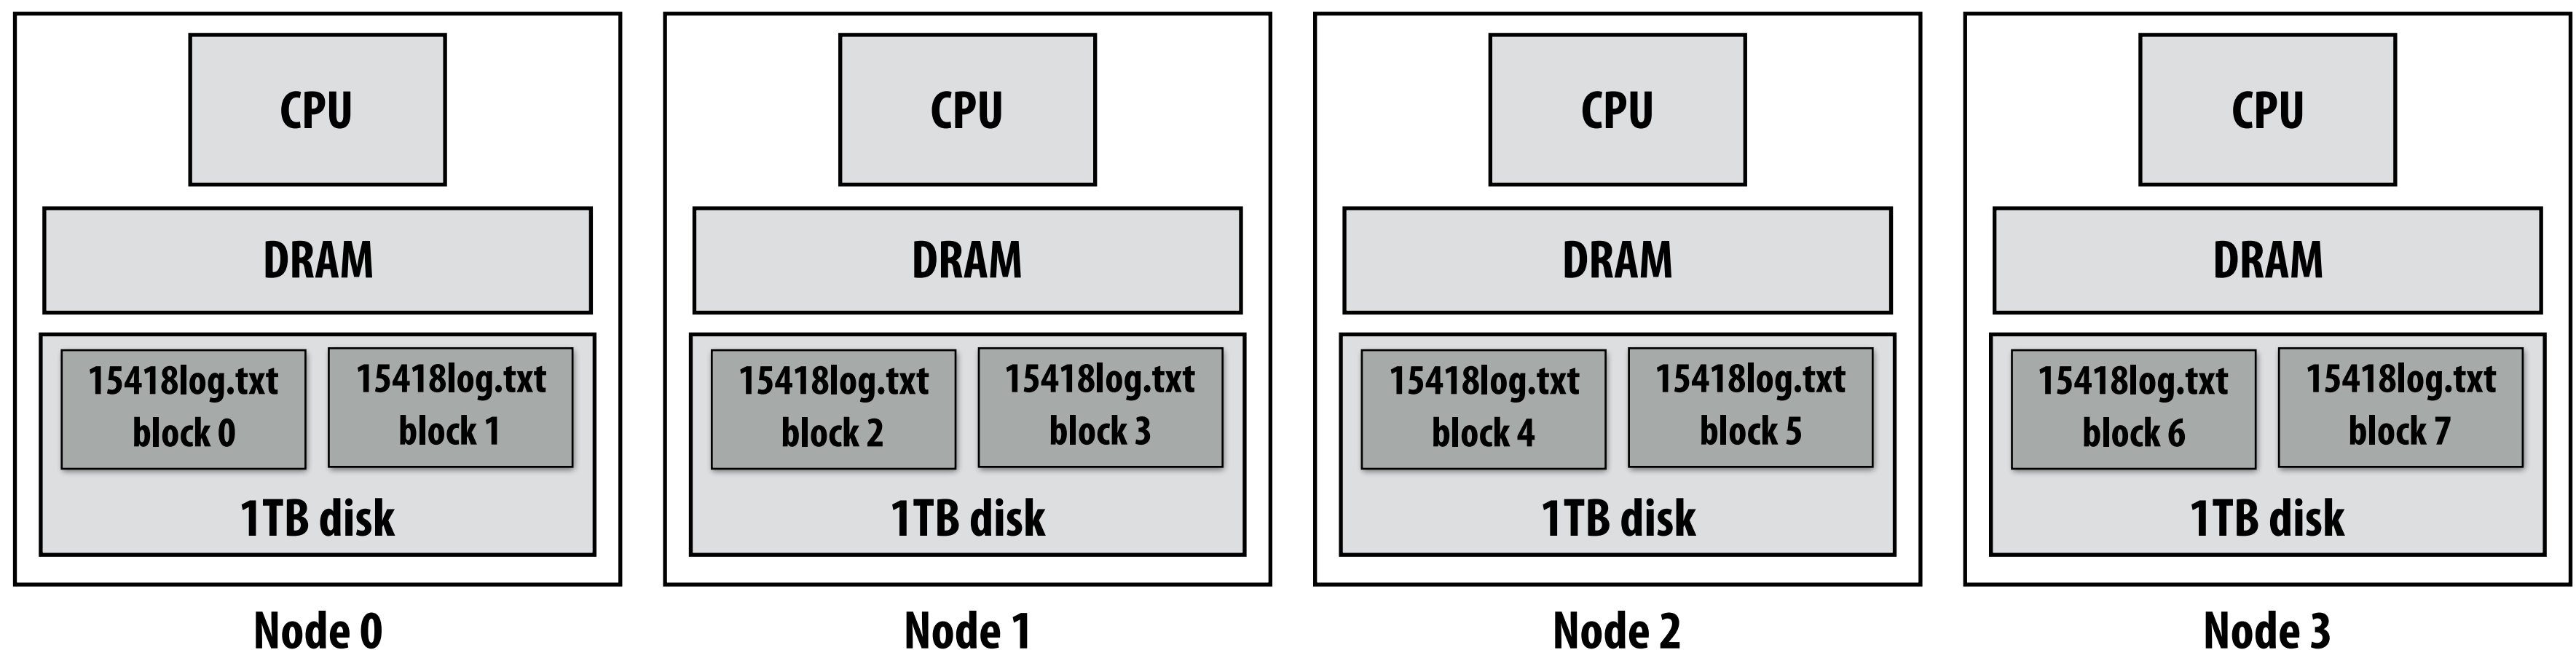 CPU
DRAM
15418log.txt
block 0
15418log.txt
block 1
1TB disk
Node 0
CPU
DRAM
15418log.txt
block 2
15418log.txt
block 3
1TB disk
Node 1
CPU
DRAM
15418log.txt
block 4
15418log.txt
block 5
1TB disk
Node 2
CPU
DRAM
15418log.txt
block 6
15418log.txt
block 7
1TB disk
Node 3